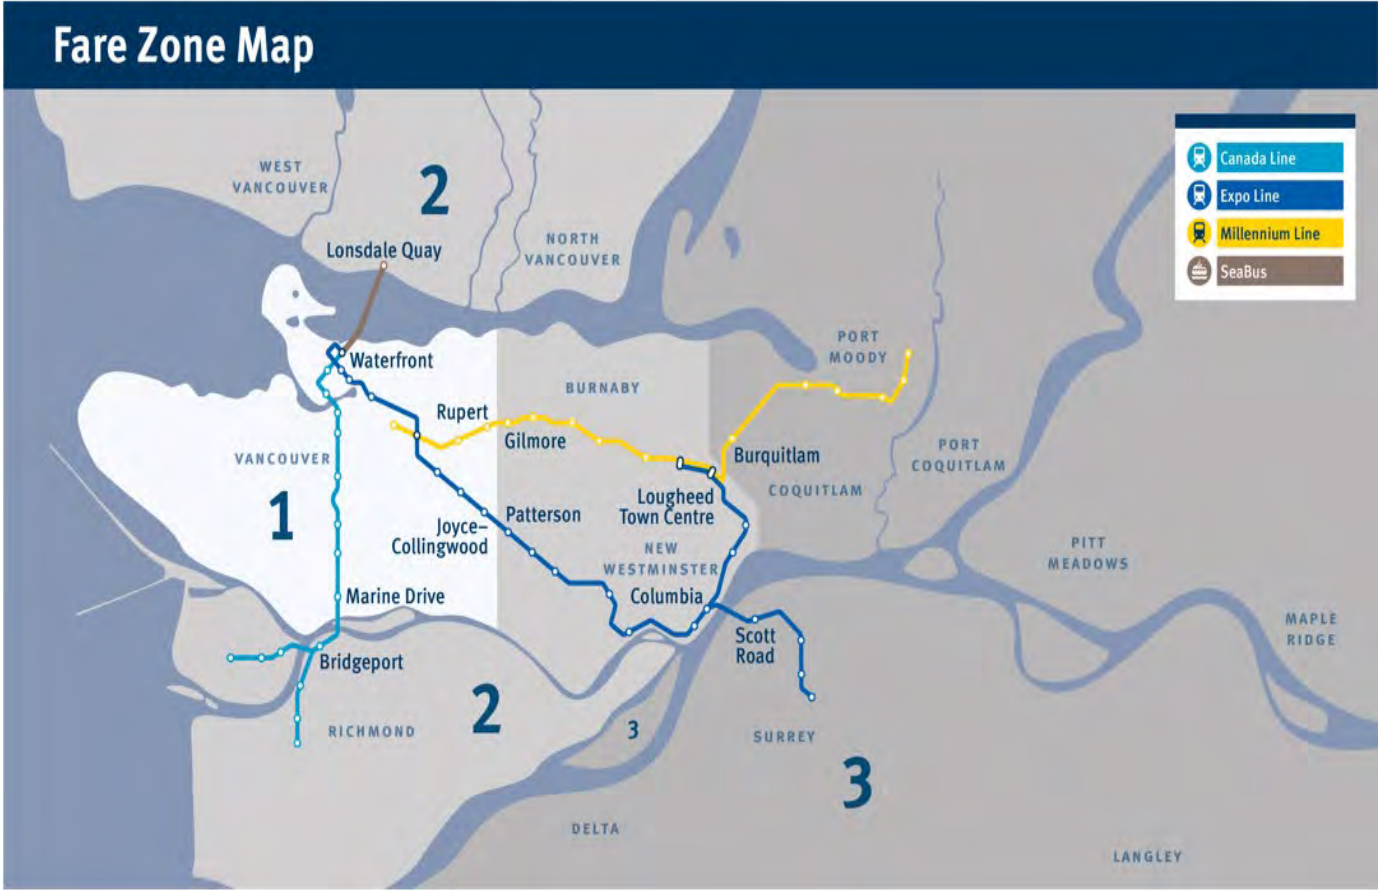 Fare Zone Map
Canada Line
Expo Line
Millennium Line
SeaBus
WEST
VANCOUVER
2
NORTH
VANCOUVER
Lonsdale Quay
PORT
MOODY
Waterfront
BURNABY
Rupert
Gilmore
VANCOUVER
1
Burquitlam
PORT
COQUITLAM
COQUITLAM
Lougheed
Town Centre
Patterson
Joyce–
Collingwood
NEW
WESTMINSTER
PITT
MEADOWS
Marine Drive
Columbia
Scott
Road
MAPLE
RIDGE
Bridgeport
2
RICHMOND
3
SURREY
3
DELTA
LANGLEY